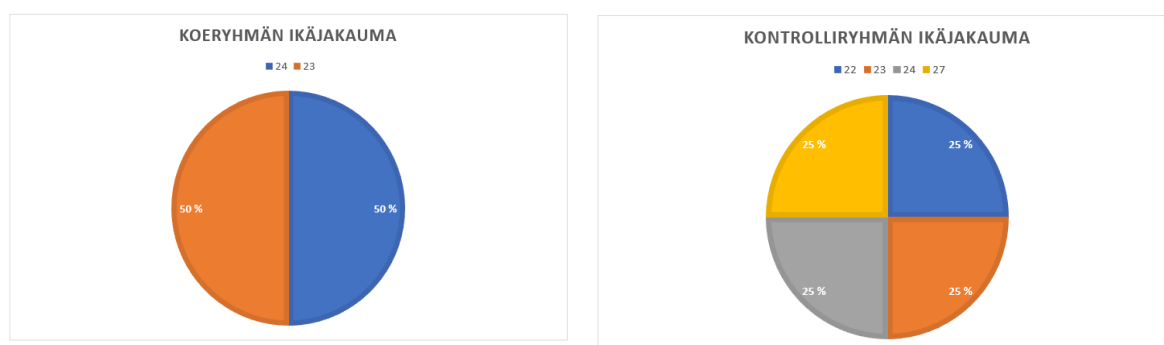 KOERYHMÄN IKÄJAKAUMA
24 23
50 % 50 %
KONTROLLIRYHMÄN IKÄJAKAUMA
22 23 24 27
25 % 25 %
25 % 25 %